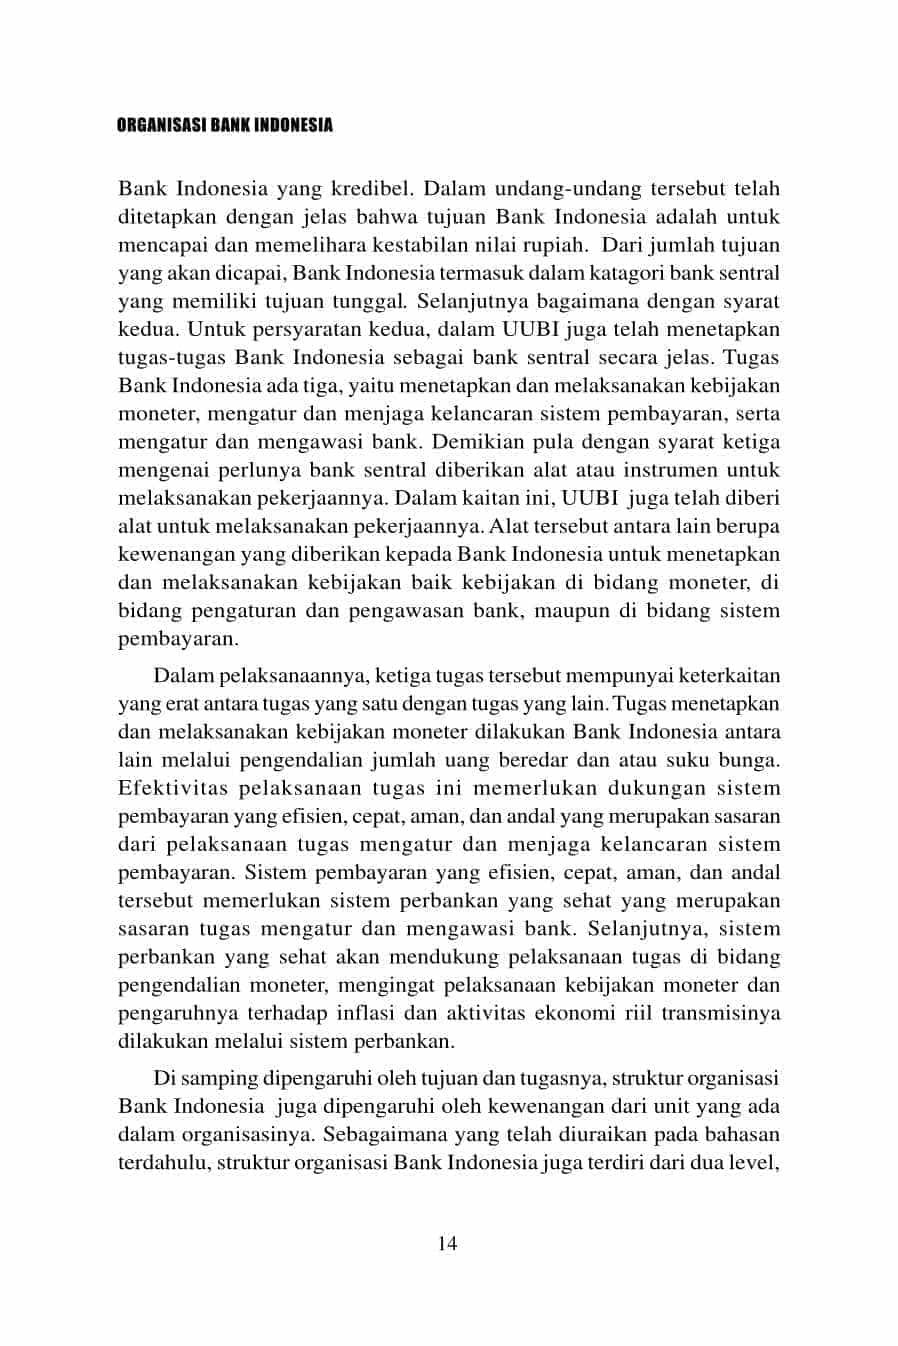 ORGANISASI BANK INDONESIA
Bank Indonesia yang kredibel. Dalam undang-undang tersebut telah
ditetapkan dengan jelas bahwa tujuan Bank Indonesia adalah untuk
mencapai dan memelihara kestabilan nilai rupiah.  Dari jumlah tujuan
yang akan dicapai, Bank Indonesia termasuk dalam katagori bank sentral
yang memiliki tujuan tunggal. Selanjutnya bagaimana dengan syarat
kedua. Untuk persyaratan kedua, dalam UUBI juga telah menetapkan
tugas-tugas Bank Indonesia sebagai bank sentral secara jelas. Tugas
Bank Indonesia ada tiga, yaitu menetapkan dan melaksanakan kebijakan
moneter, mengatur dan menjaga kelancaran sistem pembayaran, serta
mengatur dan mengawasi bank. Demikian pula dengan syarat ketiga
mengenai perlunya bank sentral diberikan alat atau instrumen untuk
melaksanakan pekerjaannya. Dalam kaitan ini, UUBI  juga telah diberi
alat untuk melaksanakan pekerjaannya. Alat tersebut antara lain berupa
kewenangan yang diberikan kepada Bank Indonesia untuk menetapkan
dan melaksanakan kebijakan baik kebijakan di bidang moneter, di
bidang pengaturan dan pengawasan bank, maupun di bidang sistem
pembayaran.
Dalam pelaksanaannya, ketiga tugas tersebut mempunyai keterkaitan
yang erat antara tugas yang satu dengan tugas yang lain. Tugas menetapkan
dan melaksanakan kebijakan moneter dilakukan Bank Indonesia antara
lain melalui pengendalian jumlah uang beredar dan atau suku bunga.
Efektivitas pelaksanaan tugas ini memerlukan dukungan sistem
pembayaran yang efisien, cepat, aman, dan andal yang merupakan sasaran
dari pelaksanaan tugas mengatur dan menjaga kelancaran sistem
pembayaran. Sistem pembayaran yang efisien, cepat, aman, dan andal
tersebut memerlukan sistem perbankan yang sehat yang merupakan
sasaran tugas mengatur dan mengawasi bank. Selanjutnya, sistem
perbankan yang sehat akan mendukung pelaksanaan tugas di bidang
pengendalian moneter, mengingat pelaksanaan kebijakan moneter dan
pengaruhnya terhadap inflasi dan aktivitas ekonomi riil transmisinya
dilakukan melalui sistem perbankan.
Di samping dipengaruhi oleh tujuan dan tugasnya, struktur organisasi
Bank Indonesia  juga dipengaruhi oleh kewenangan dari unit yang ada
dalam organisasinya. Sebagaimana yang telah diuraikan pada bahasan
terdahulu, struktur organisasi Bank Indonesia juga terdiri dari dua level,
14